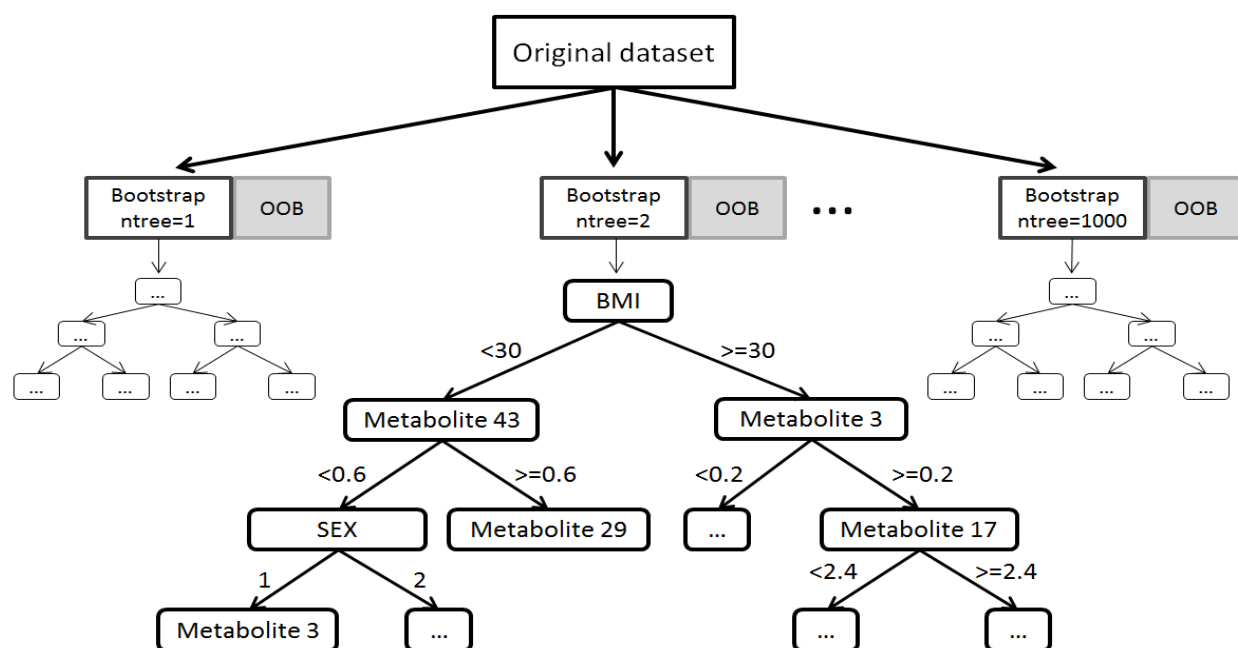 Original dataset
Bootstrap
ntree=1
OOB
Bootstrap
ntree=2
OOB
...
Bootstrap
ntree=1000
OOB
...
BMI
...
... ...
<30 >=30
... ...
... ... ... ...
... ... ... ...
Metabolite 43 Metabolite 3
<0.6 >=0.6 <0.2 >=0.2
SEX Metabolite 29 ... Metabolite 17
1 2 <2.4 >=2.4
Metabolite 3 ... ... ...